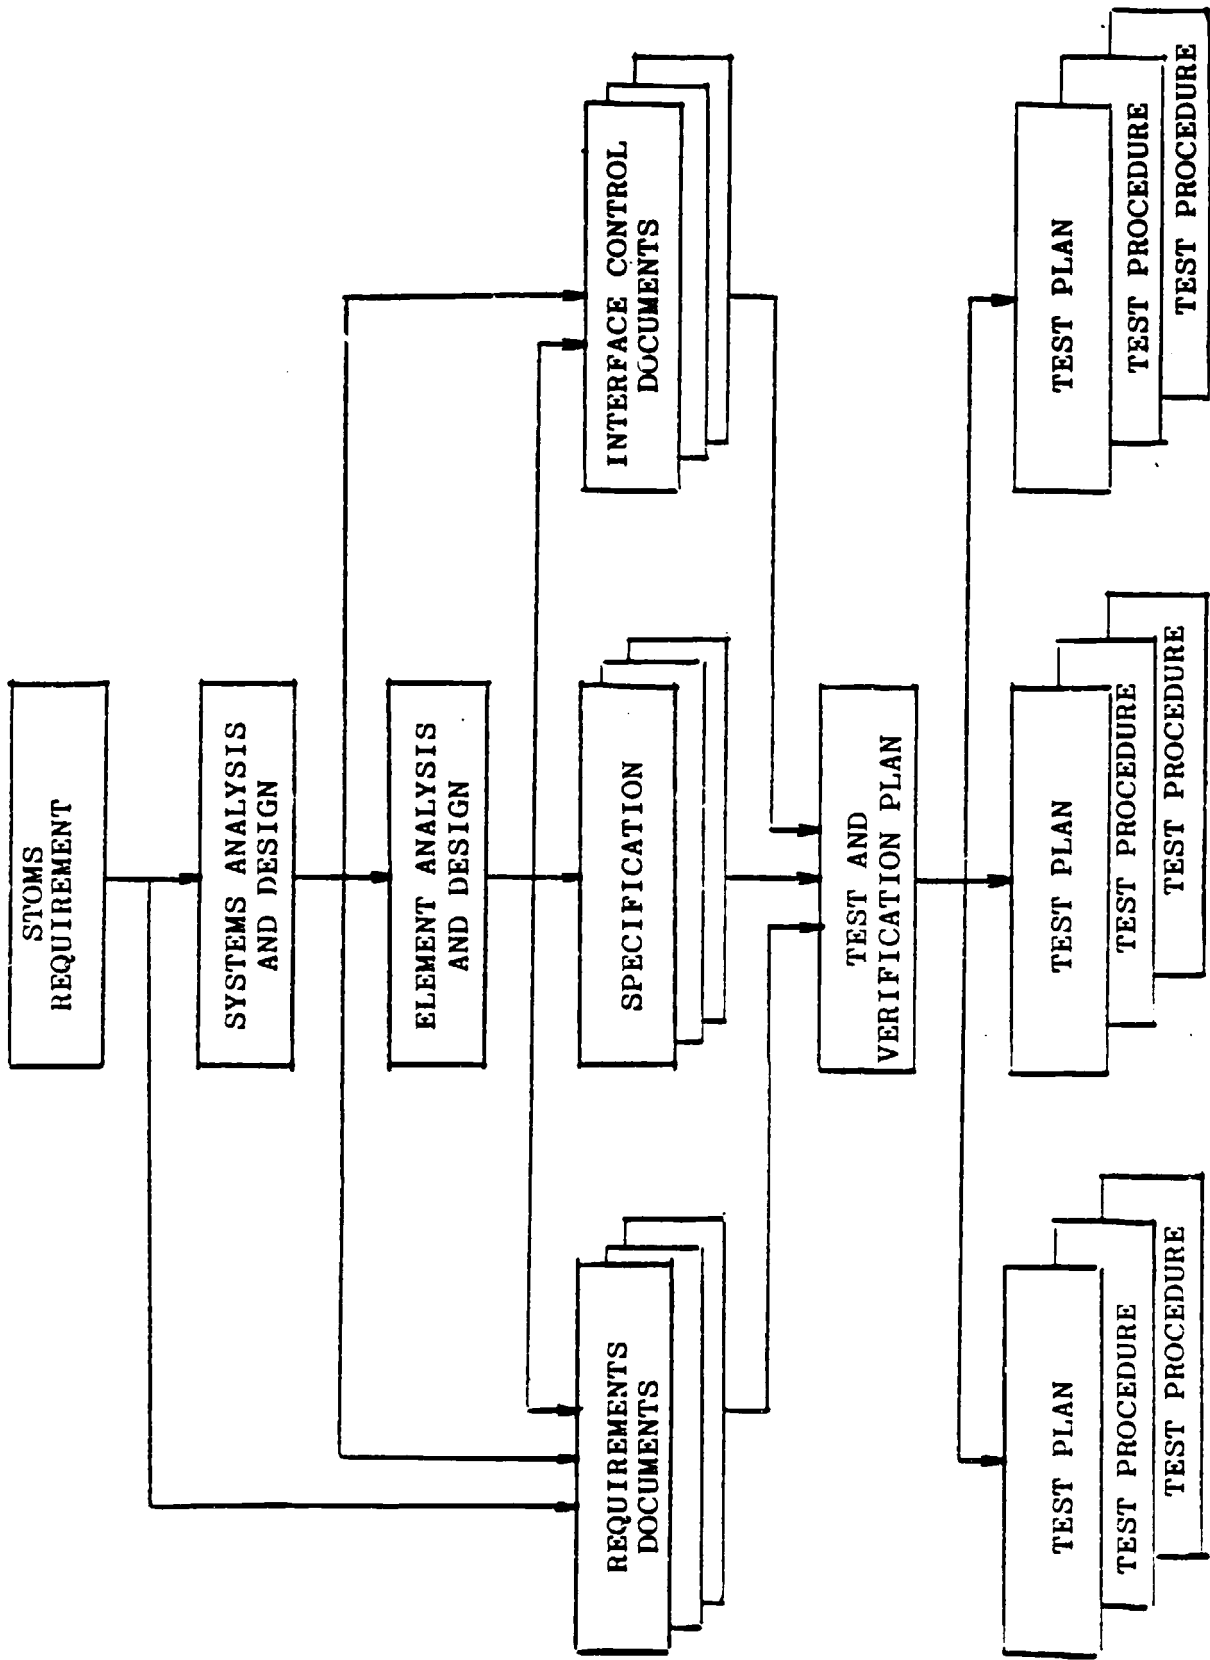 STOMS
REQUIREMENT
SYSTEMS ANALYSIS
AND DESIGN
ELEMENT ANALYSIS
AND DESIGN
REQUIREMENTS
DOCUMENTS
SPECIFICATION
INTERFACE CONTROL
DOCUMENTS
TEST AND
VERIFICATION PLAN
TEST PLAN
TEST PROCEDURE
TEST PROCEDURE
TEST PLAN
TEST PROCEDURE
TEST PROCEDURE
TEST PLAN
TEST PROCEDURE
TEST PROCEDURE